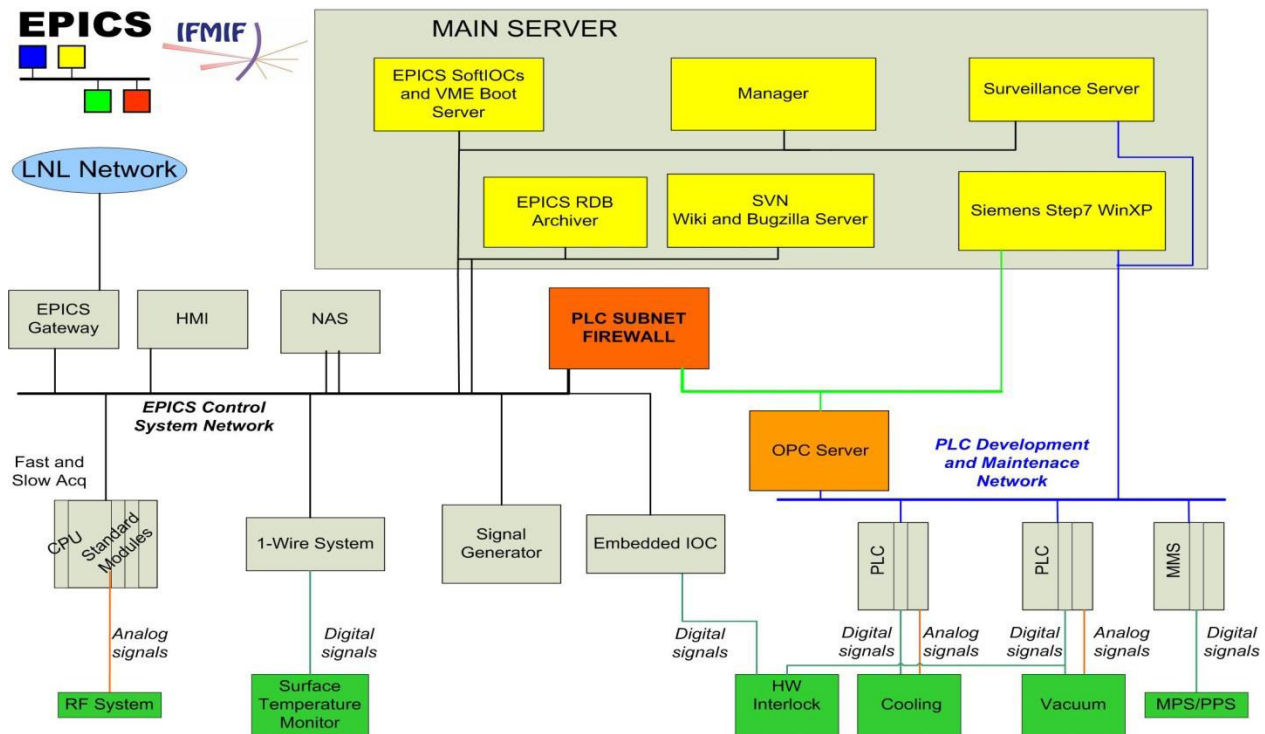 EPICS
IFMIF
MAIN SERVER
EPICS SoftIOCs
and VME Boot
Server
Manager
Surveillance Server
LNL Network
EPICS RDB
Archiver
SVN
Wiki and Bugzilla Server
Siemens Step7 WinXP
EPICS
Gateway
HMI
NAS
PLC SUBNET
FIREWALL
EPICS Control
System Network
OPC Server
PLC Development
and Maintenace
Network
Fast and
Slow Acq
CPU
Standard
Modules
1-Wire System
Signal
Generator
Embedded IOC
PLC
PLC
MMS
Analog
signals
Digital
signals
Digital
signals
Digital
signals
Analog
signals
Digital
signals
Analog
signals
Digital
signals
RF System
Surface
Temperature
Monitor
HW
Interlock
Cooling
Vacuum
MPS/PPS